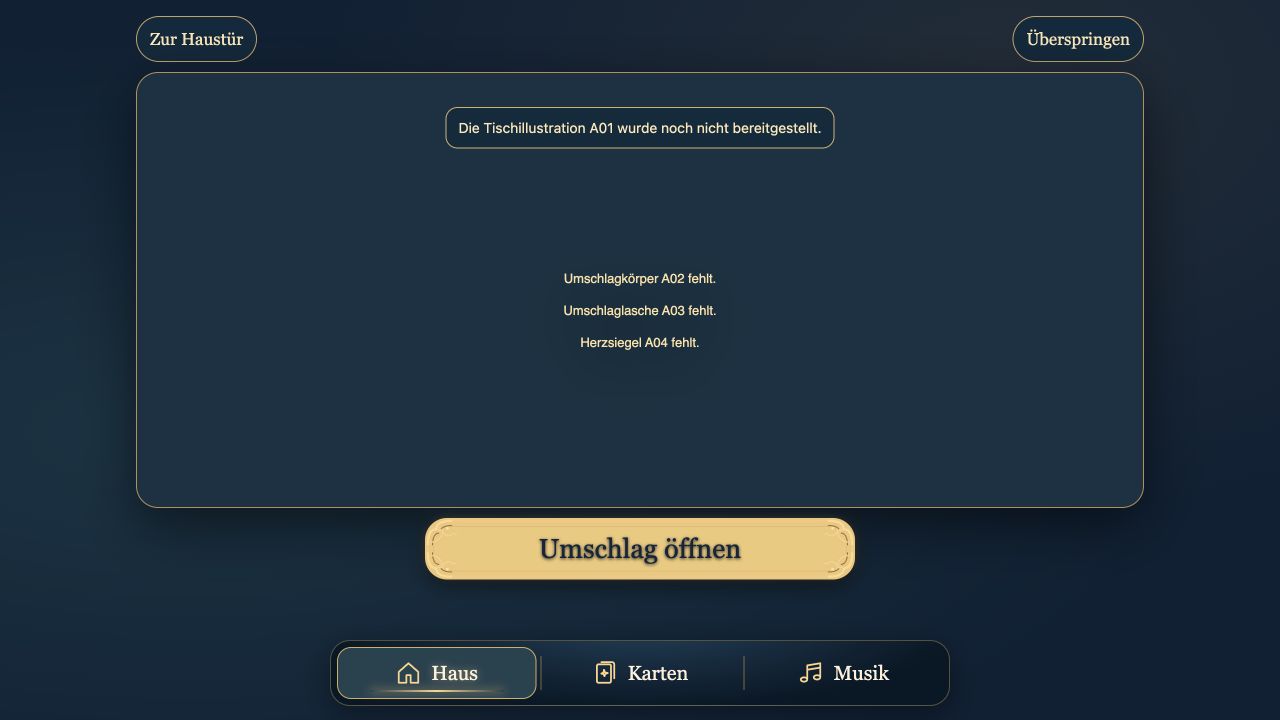 Zur Haustür
Überspringen
Die Tischillustration A01 wurde noch nicht bereitgestellt.
Umschlagkörper A02 fehlt.
Umschlaglasche A03 fehlt.
Herzsiegel A04 fehlt.
Umschlag öffnen
Haus
Karten
Musik